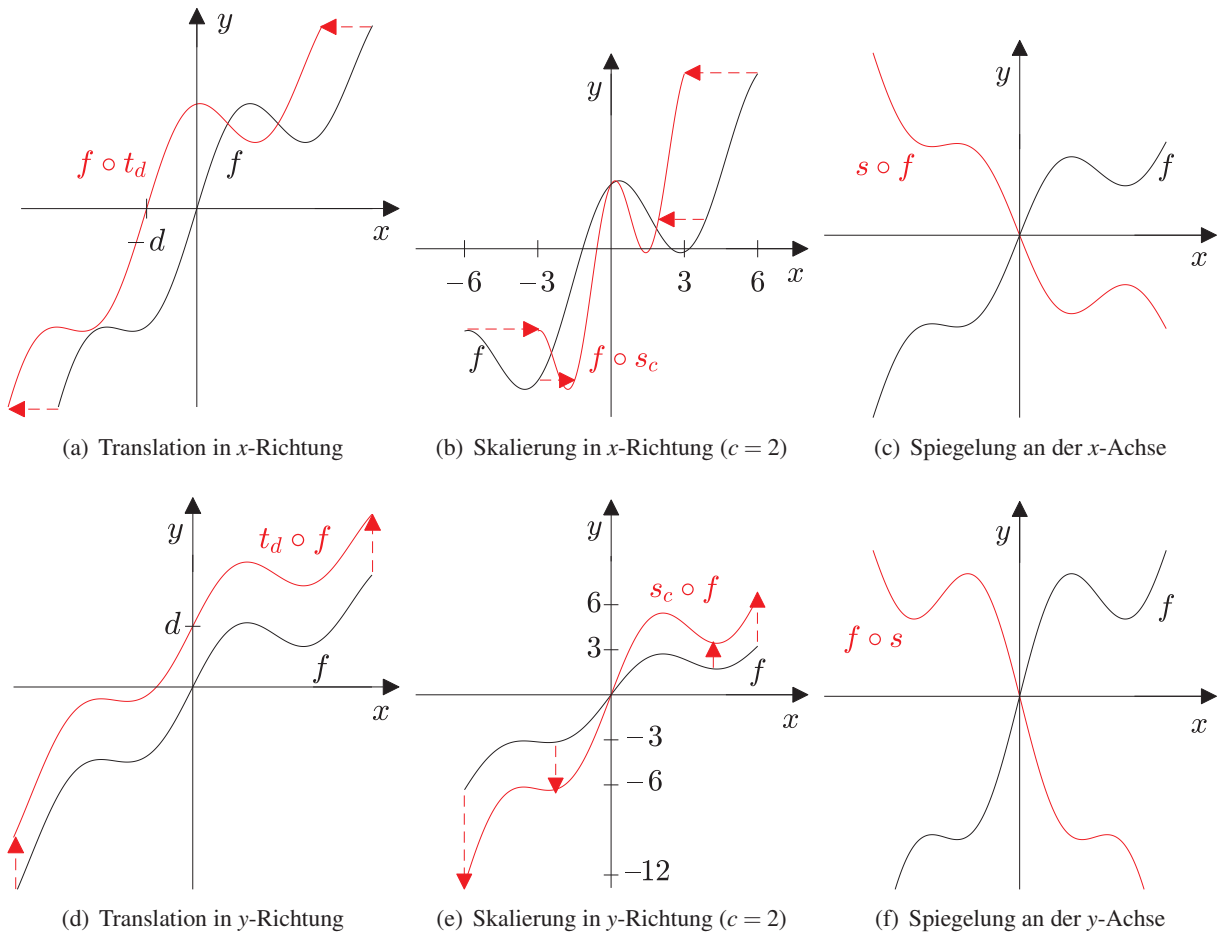 y
f ∘ t_d
f
x
−d
(a) Translation in x-Richtung
y
−6
−3
3
6
x
f
f ∘ s_c
(b) Skalierung in x-Richtung (c = 2)
y
s ∘ f
f
x
(c) Spiegelung an der x-Achse
y
t_d ∘ f
d
f
x
(d) Translation in y-Richtung
y
s_c ∘ f
6
3
f
x
−3
−6
−12
(e) Skalierung in y-Richtung (c = 2)
y
f
f ∘ s
x
(f) Spiegelung an der y-Achse